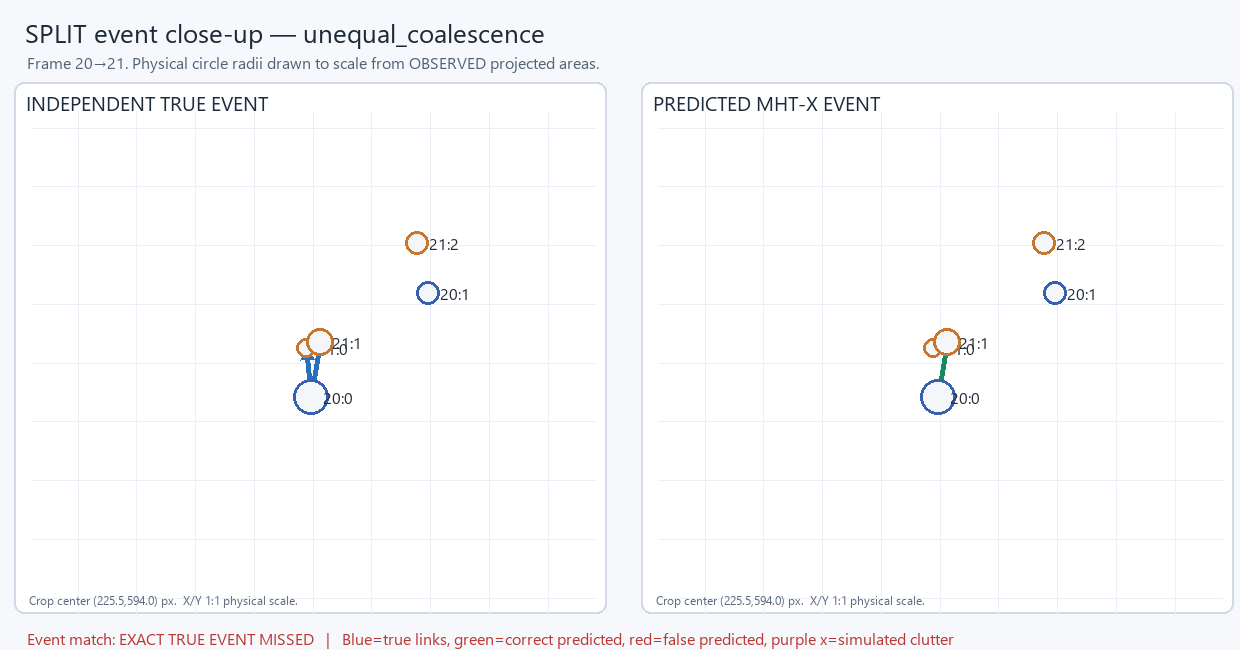 SPLIT event close-up — unequal_coalescence
Frame 20→21. Physical circle radii drawn to scale from OBSERVED projected areas.
INDEPENDENT TRUE EVENT
21:2
20:1
21:1
20:0
Crop center (225.5,594.0) px. X/Y 1:1 physical scale.
PREDICTED MHT-X EVENT
21:2
20:1
21:1
20:0
Crop center (225.5,594.0) px. X/Y 1:1 physical scale.
Event match: EXACT TRUE EVENT MISSED | Blue=true links, green=correct predicted, red=false predicted, purple x=simulated clutter